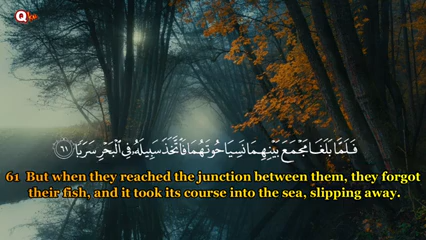 Q
فَلَمَّا بَلَغَا مَجْمَعَ بَيْنِهِمَا نَسِيَا حُوتَهُمَا فَاتَّخَذَ سَبِيلَهُ فِي الْبَحْرِ سَرَبًا ٦١
61 But when they reached the junction between them, they forgot
their fish, and it took its course into the sea, slipping away.